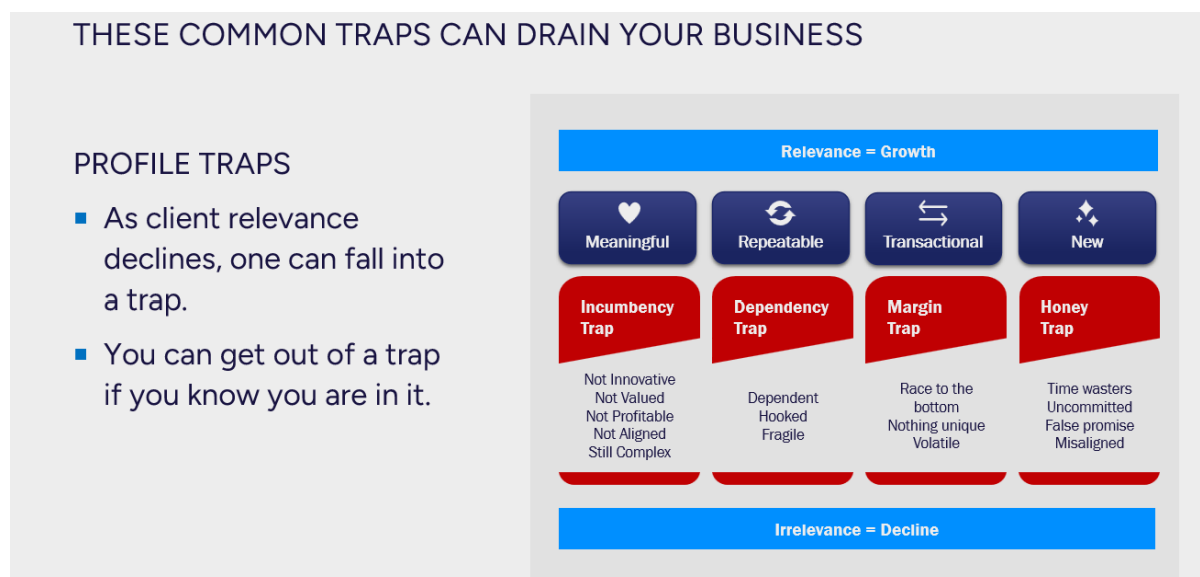 THESE COMMON TRAPS CAN DRAIN YOUR BUSINESS
PROFILE TRAPS
As client relevance
declines, one can fall into
a trap.
You can get out of a trap
if you know you are in it.
Relevance = Growth
Meaningful
Repeatable
Transactional
New
Incumbency
Trap
Not Innovative
Not Valued
Not Profitable
Not Aligned
Still Complex
Dependency
Trap
Dependent
Hooked
Fragile
Margin
Trap
Race to the
bottom
Nothing unique
Volatile
Honey
Trap
Time wasters
Uncommitted
False promise
Misaligned
Irrelevance = Decline